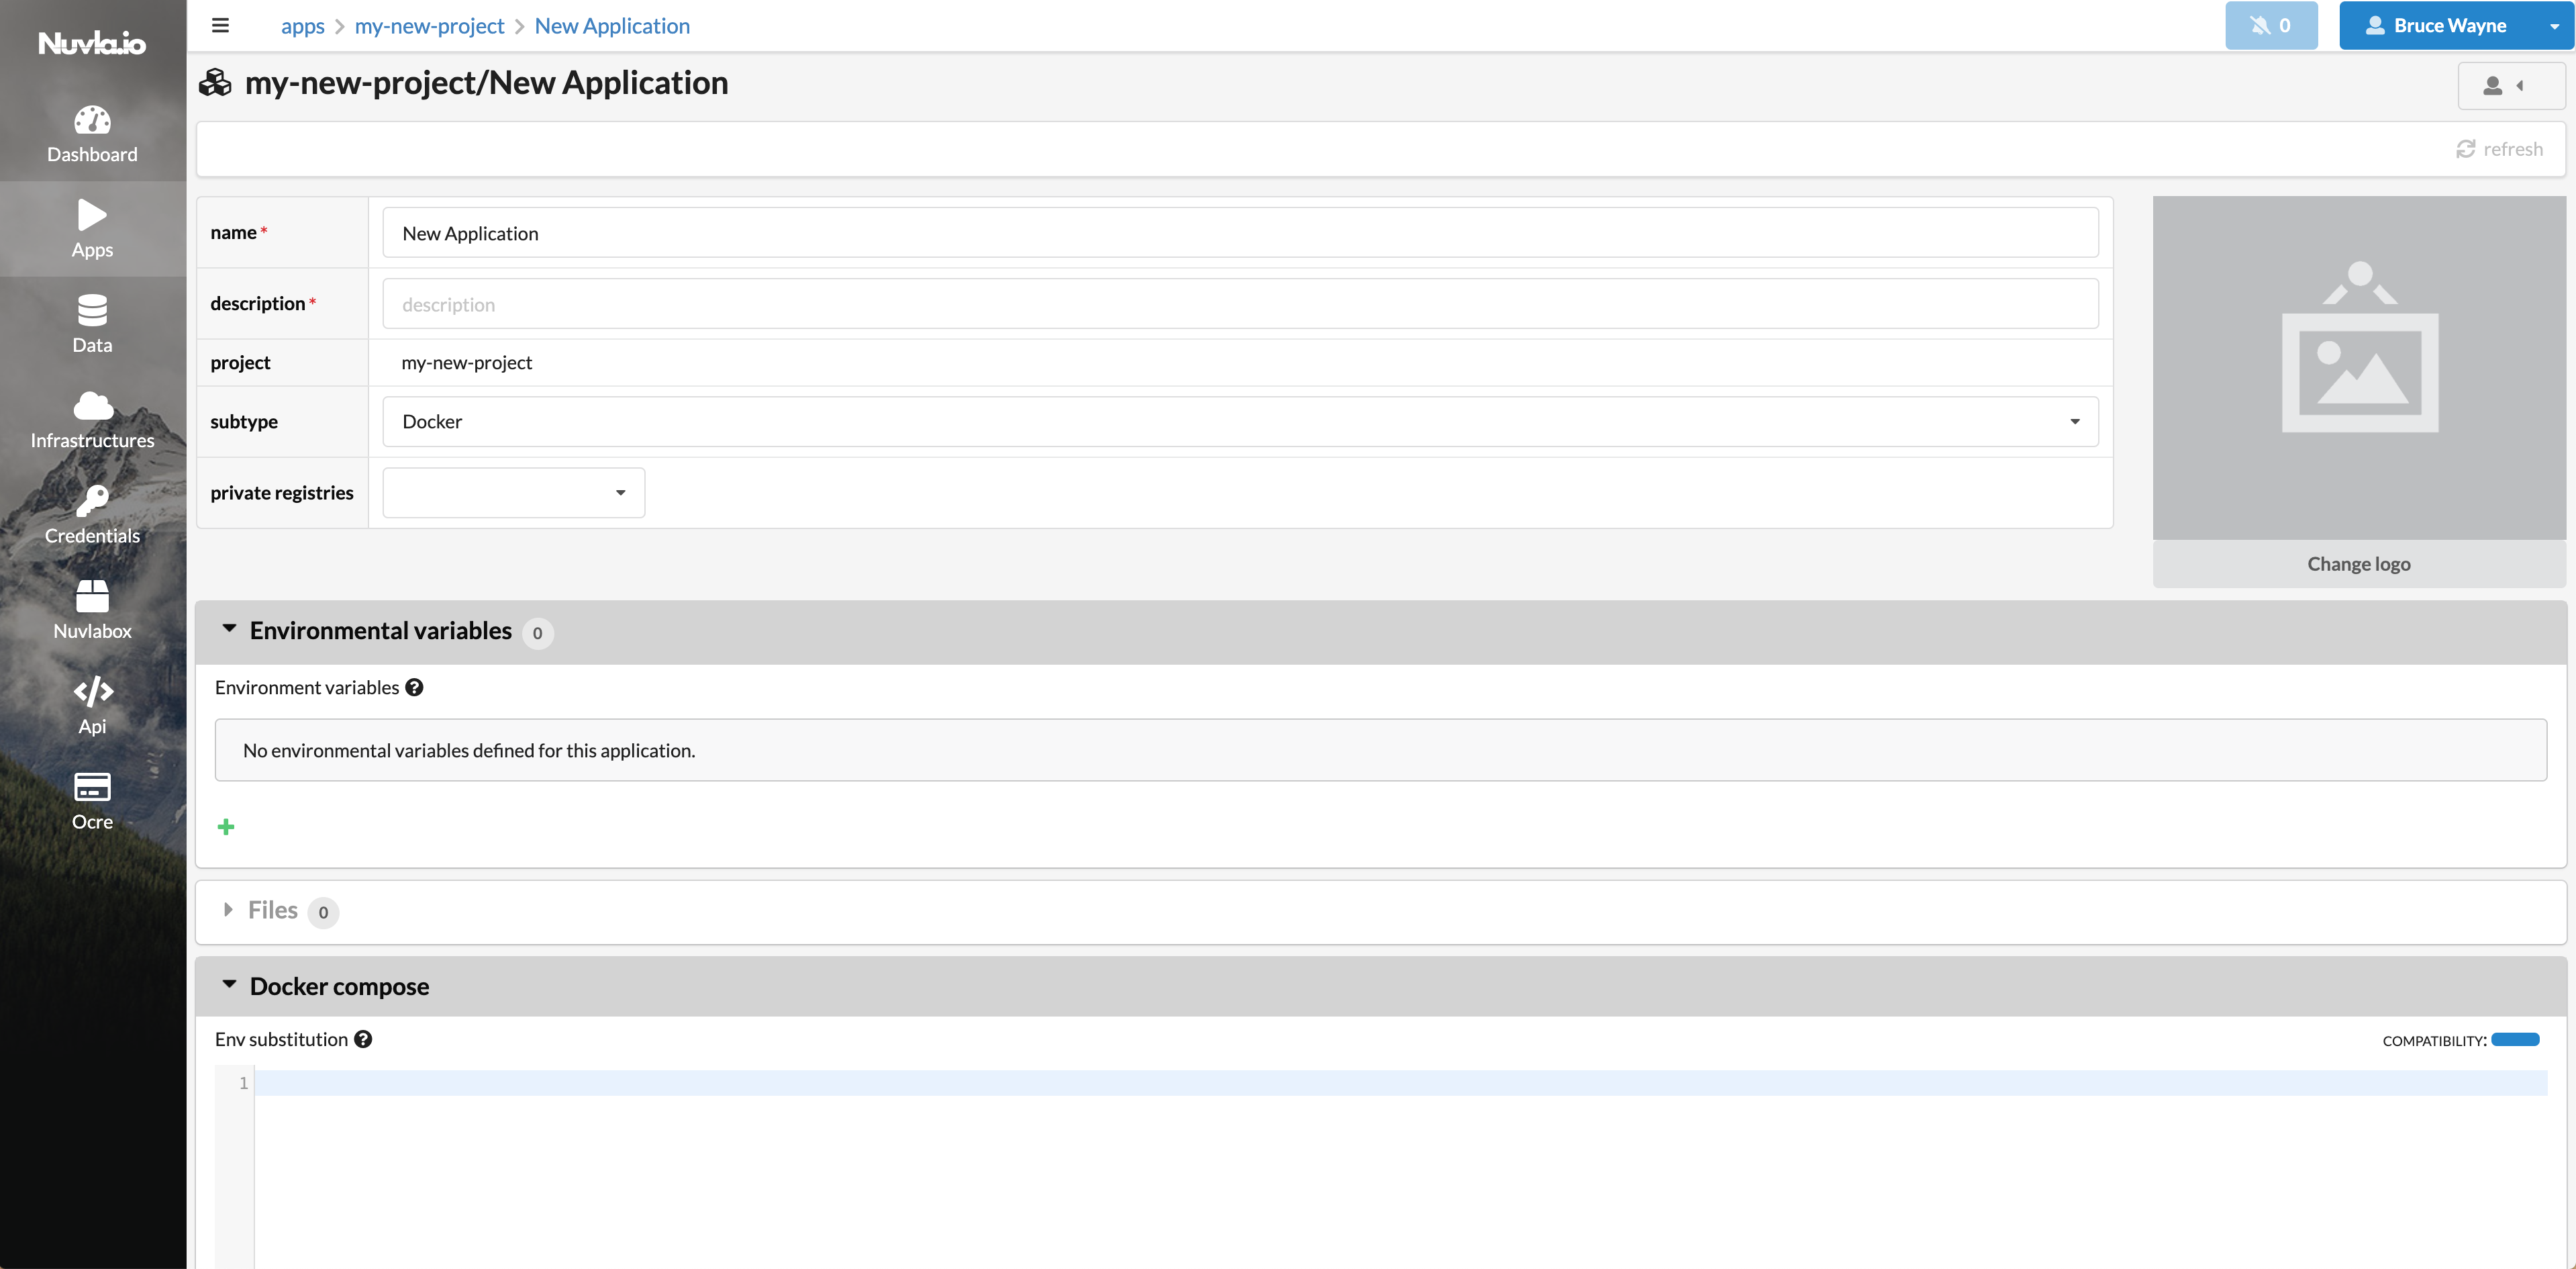 Nuvla.io
Dashboard
Apps
Data
Infrastructures
Credentials
Nuvlabox
Api
Ocre
apps > my-new-project > New Application
0
Bruce Wayne
my-new-project/New Application
refresh
name *
New Application
description *
description
project
my-new-project
subtype
Docker
private registries
Change logo
Environmental variables 0
Environment variables
No environmental variables defined for this application.
Files 0
Docker compose
Env substitution
COMPATIBILITY:
1